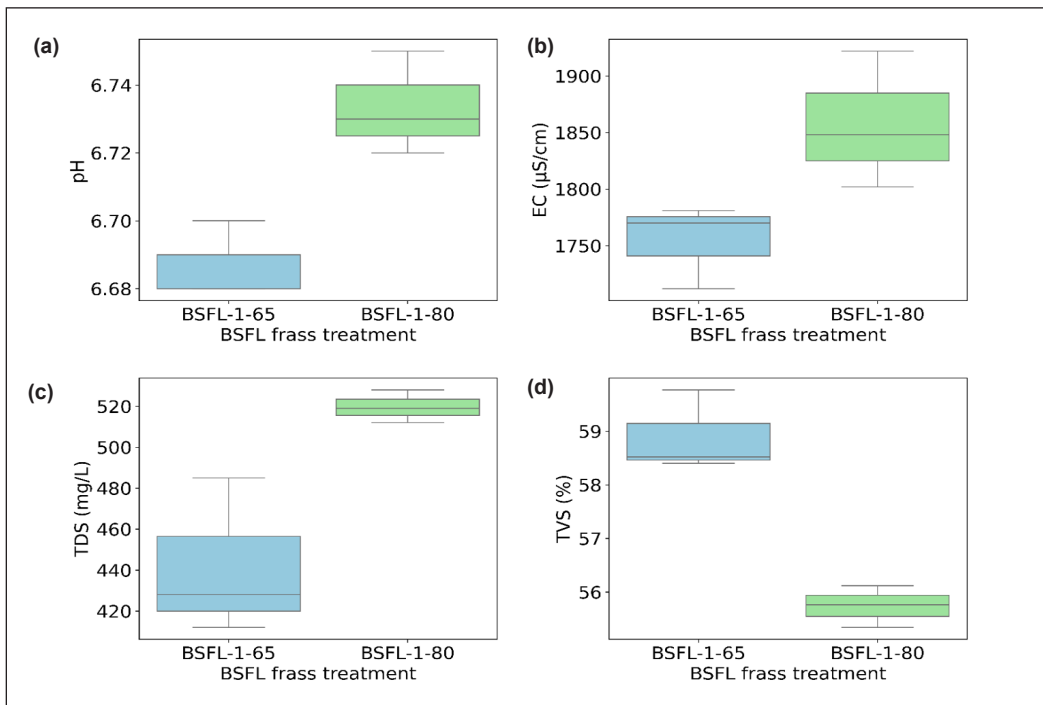 (a)
6.74
6.72
6.70
6.68
pH
BSFL-1-65 BSFL-1-80
BSFL frass treatment
(b)
1900
1850
1800
1750
EC (µS/cm)
BSFL-1-65 BSFL-1-80
BSFL frass treatment
(c)
520
500
480
460
440
420
TDS (mg/L)
BSFL-1-65 BSFL-1-80
BSFL frass treatment
(d)
59
58
57
56
TVS (%)
BSFL-1-65 BSFL-1-80
BSFL frass treatment